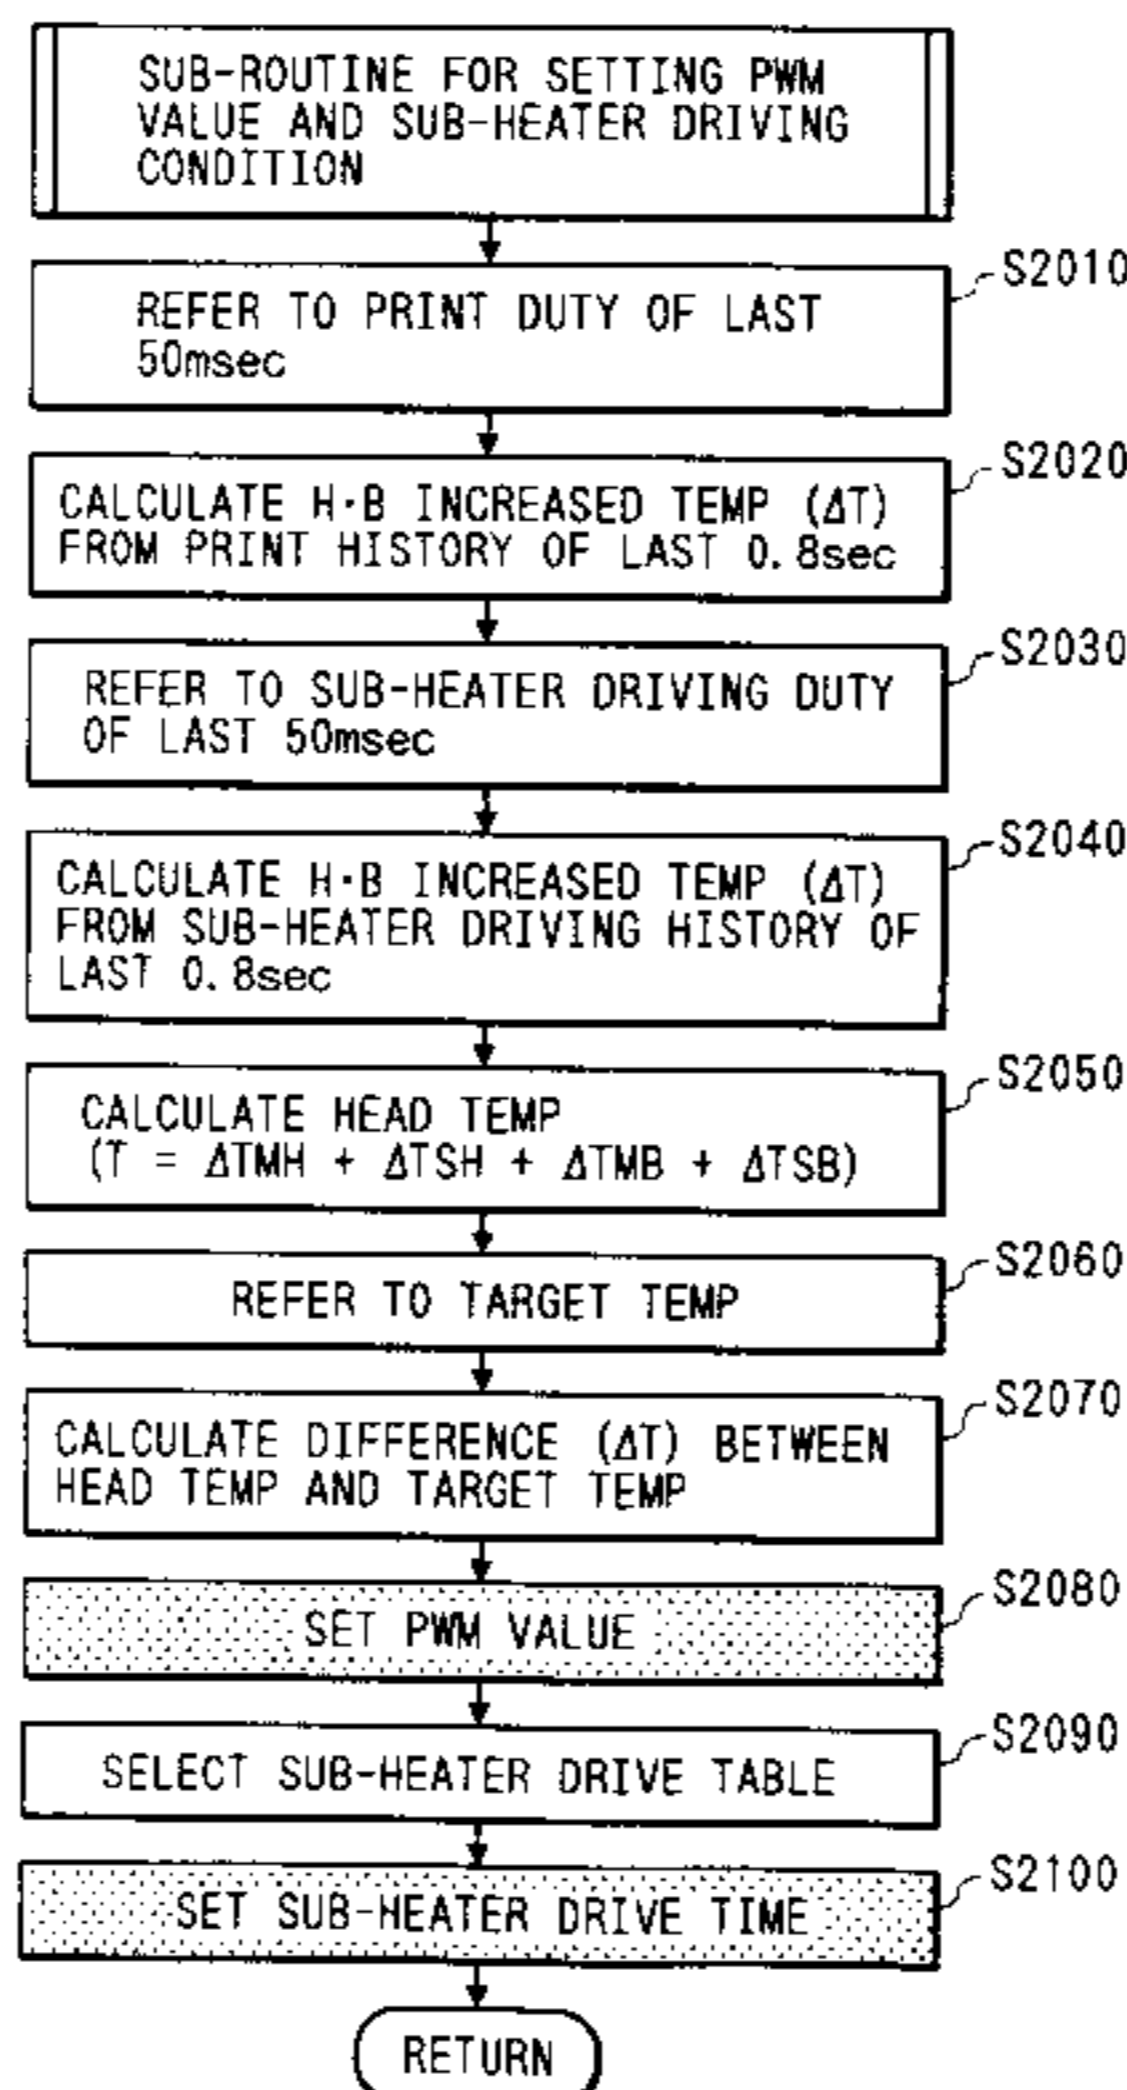 SUB-ROUTINE FOR SETTING PWM
VALUE AND SUB-HEATER DRIVING
CONDITION
S2010
REFER TO PRINT DUTY OF LAST
50msec
S2020
CALCULATE H·B INCREASED TEMP (ΔT)
FROM PRINT HISTORY OF LAST 0.8sec
S2030
REFER TO SUB-HEATER DRIVING DUTY
OF LAST 50msec
S2040
CALCULATE H·B INCREASED TEMP (ΔT)
FROM SUB-HEATER DRIVING HISTORY OF
LAST 0.8sec
S2050
CALCULATE HEAD TEMP
(T = ΔTMH + ΔTSH + ΔTMB + ΔTSB)
S2060
REFER TO TARGET TEMP
S2070
CALCULATE DIFFERENCE (ΔT) BETWEEN
HEAD TEMP AND TARGET TEMP
S2080
SET PWM VALUE
S2090
SELECT SUB-HEATER DRIVE TABLE
S2100
SET SUB-HEATER DRIVE TIME
RETURN